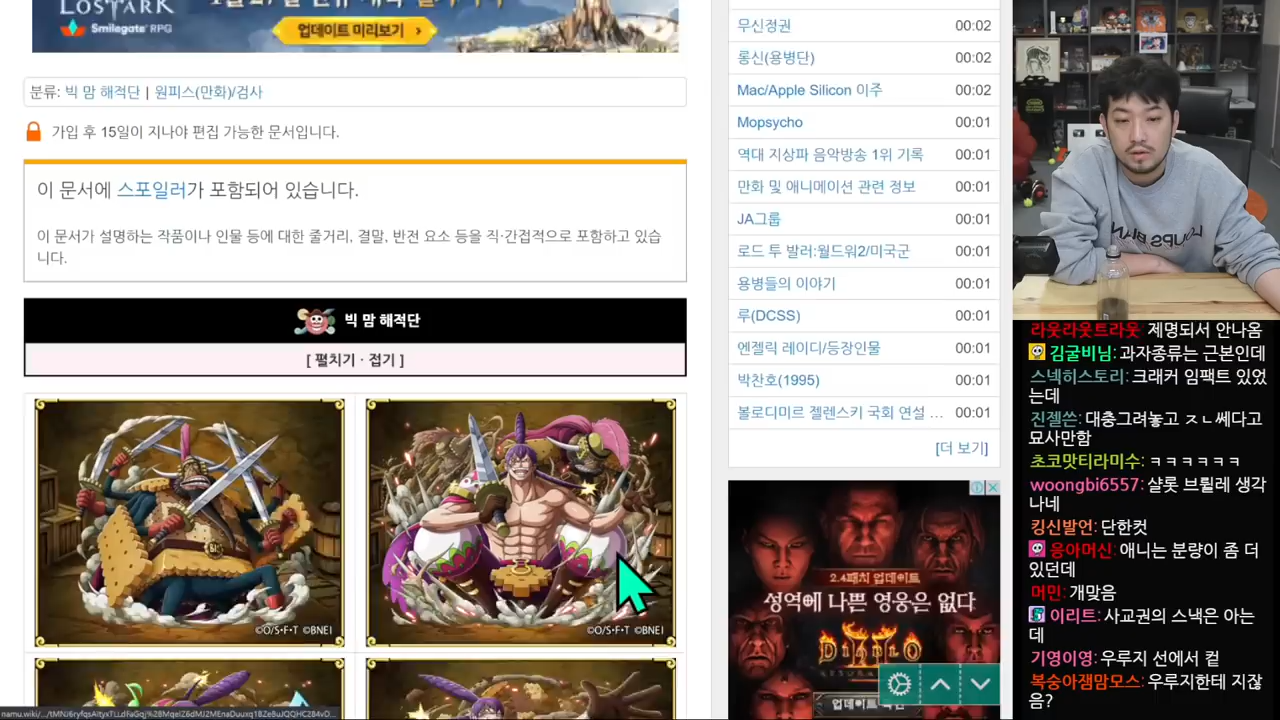 LOSTARK
Smilegate RPG
업데이트 미리보기 >
분류: 빅 맘 해적단 | 원피스(만화)/검사
가입 후 15일이 지나야 편집 가능한 문서입니다.
이 문서에 스포일러가 포함되어 있습니다.
이 문서가 설명하는 작품이나 인물 등에 대한 줄거리, 결말, 반전 요소 등을 직·간접적으로 포함하고 있습
니다.
빅 맘 해적단
[ 펼치기 · 접기 ]
©O/S·F·T ©BNEI
©O/S·F·T ©BNEI
무신정권 00:02
롱신(용병단) 00:02
Mac/Apple Silicon 이주 00:02
Mopsycho 00:01
역대 지상파 음악방송 1위 기록 00:01
만화 및 애니메이션 관련 정보 00:01
JA그룹 00:01
로드 투 발러:월드워2/미국군 00:01
용병들의 이야기 00:01
루(DCSS) 00:01
엔젤릭 레이디/등장인물 00:01
박찬호(1995) 00:01
볼로디미르 젤렌스키 국회 연설 ... 00:01
[더 보기]
2.4패치 업데이트
성역에 나쁜 영웅은 없다
DIABLO II
라웃라웃트라웃 제명되서 안나옴
김굴비님: 과자종류는 근본인데
스넥히스토리: 크래커 임팩트 있었
는데
진젤쓴: 대충그려놓고 ㅈㄴ쎄다고
묘사만함
초코맛티라미수: ㅋㅋㅋㅋㅋㅋ
woongbi6557: 샬롯 브륄레 생각
나네
킹신발언: 단한컷
응아머신: 애니는 분량이 좀 더
있던데
머민: 개맞음
이리트: 사교권의 스낵은 아는
데
기영이영: 우루지 선에서 컽
복숭아잼맘모스: 우루지한테 지잖
음?